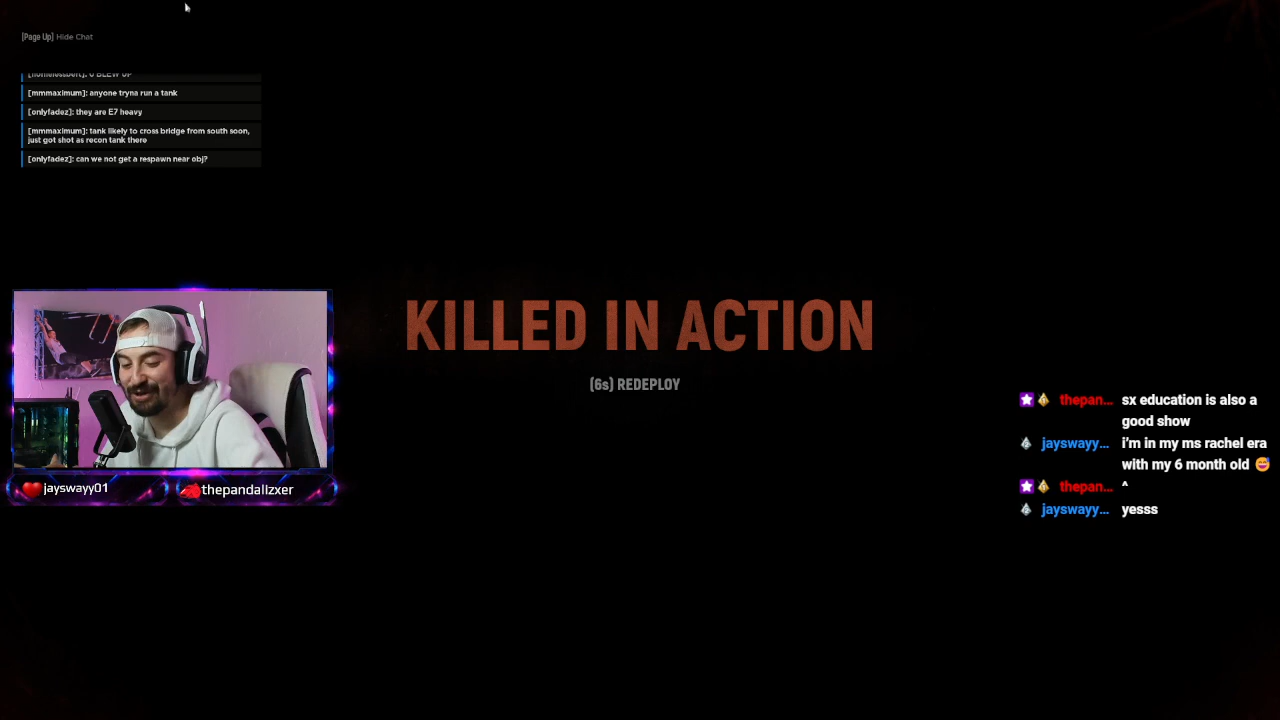 [Page Up] Hide Chat
[homelessbert]: U BLEW UP
[mmmaximum]: anyone tryna run a tank
[onlyfadez]: they are E7 heavy
[mmmaximum]: tank likely to cross bridge from south soon,
just got shot as recon tank there
[onlyfadez]: can we not get a respawn near obj?
KILLED IN ACTION
(6s) REDEPLOY
jayswayy01
thepandalizxer
thepan... sx education is also a
good show
jayswayy... i'm in my ms rachel era
with my 6 month old 😅
thepan... ^
jayswayy... yesss